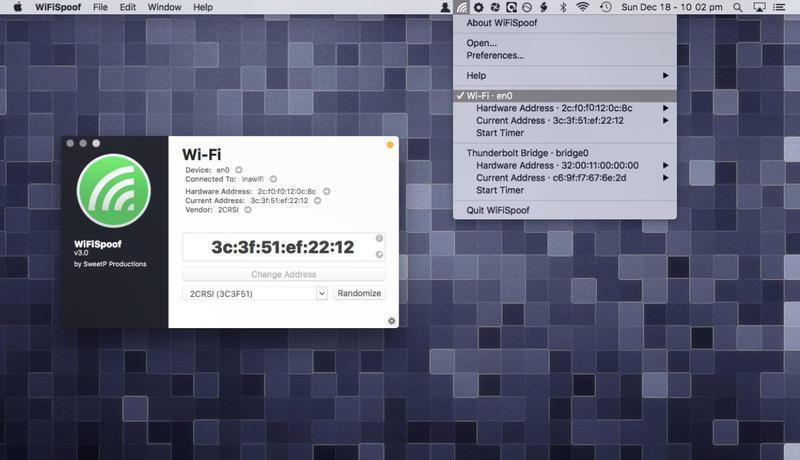 WiFiSpoof File Edit Window Help
Sun Dec 18 - 10 02 pm
About WiFiSpoof
Open...
Preferences...
Help
✓ Wi-Fi · en0
Hardware Address · 2c:f0:f0:12:0c:8c
Current Address · 3c:3f:51:ef:22:12
Start Timer
Thunderbolt Bridge · bridge0
Hardware Address · 32:00:11:00:00:00
Current Address · c6:9f:f7:67:6e:2d
Start Timer
Quit WiFiSpoof
WiFiSpoof
v3.0
by SweetP Productions
Wi-Fi
Device: en0
Connected To: inawifi
Hardware Address: 2c:f0:f0:12:0c:8c
Current Address: 3c:3f:51:ef:22:12
Vendor: 2CRSI
3c:3f:51:ef:22:12
Change Address
2CRSI (3C3F51)
Randomize